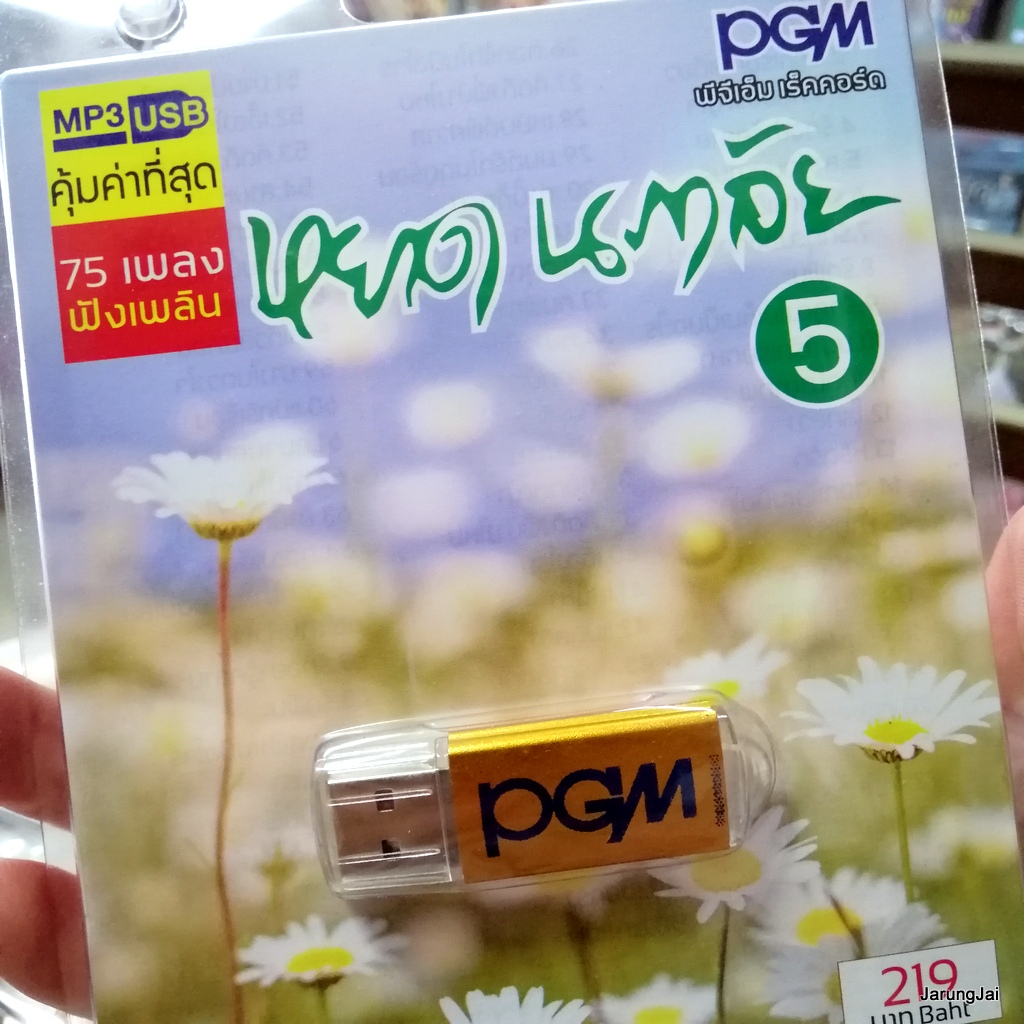 PGM
พีจีเอ็ม เร็คคอร์ด
MP3 USB
คุ้มค่าที่สุด
75 เพลง
ฟังเพลิน
หยาด นภาลัย
5
PGM
219
บาท Baht
JarungJai